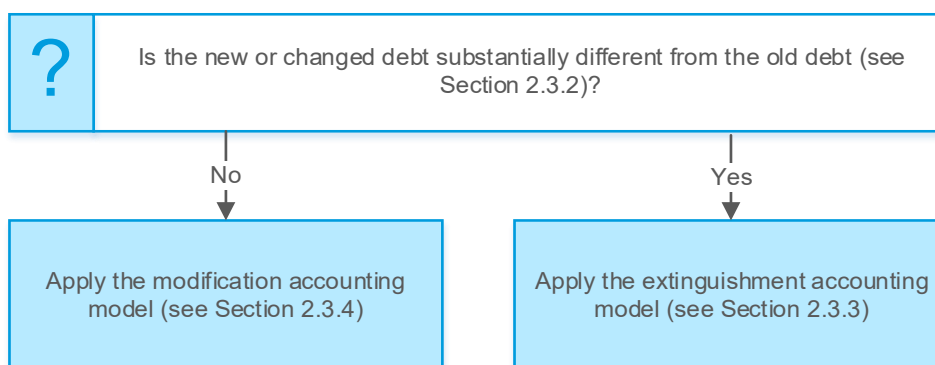 ?
Is the new or changed debt substantially different from the old debt (see
Section 2.3.2)?
No
Yes
Apply the modification accounting
model (see Section 2.3.4)
Apply the extinguishment accounting
model (see Section 2.3.3)